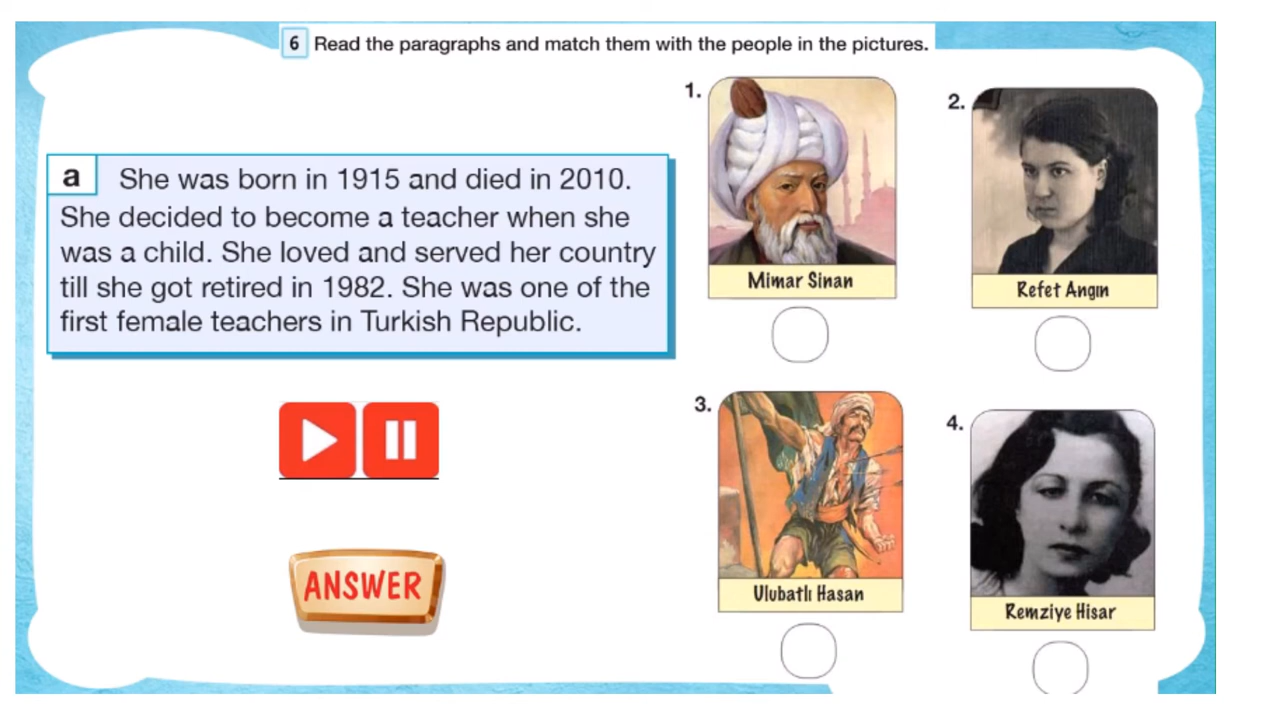 6 Read the paragraphs and match them with the people in the pictures.
a She was born in 1915 and died in 2010.
She decided to become a teacher when she
was a child. She loved and served her country
till she got retired in 1982. She was one of the
first female teachers in Turkish Republic.
ANSWER
1.
Mimar Sinan
2.
Refet Angın
3.
Ulubatlı Hasan
4.
Remziye Hisar